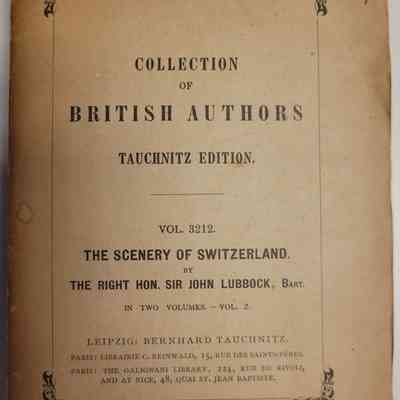 COLLECTION
OF
BRITISH AUTHORS
TAUCHNITZ EDITION.
VOL. 3212.
THE SCENERY OF SWITZERLAND.
BY
THE RIGHT HON. SIR JOHN LUBBOCK, BART.
IN TWO VOLUMES. — VOL. 2.
LEIPZIG: BERNHARD TAUCHNITZ.
PARIS: LIBRAIRIE C. REINWALD, 15, RUE DES SAINTS-PÈRES.
PARIS: THE GALIGNANI LIBRARY, 224, RUE DE RIVOLI,
AND AT NICE, 48, QUAI ST. JEAN BAPTISTE.